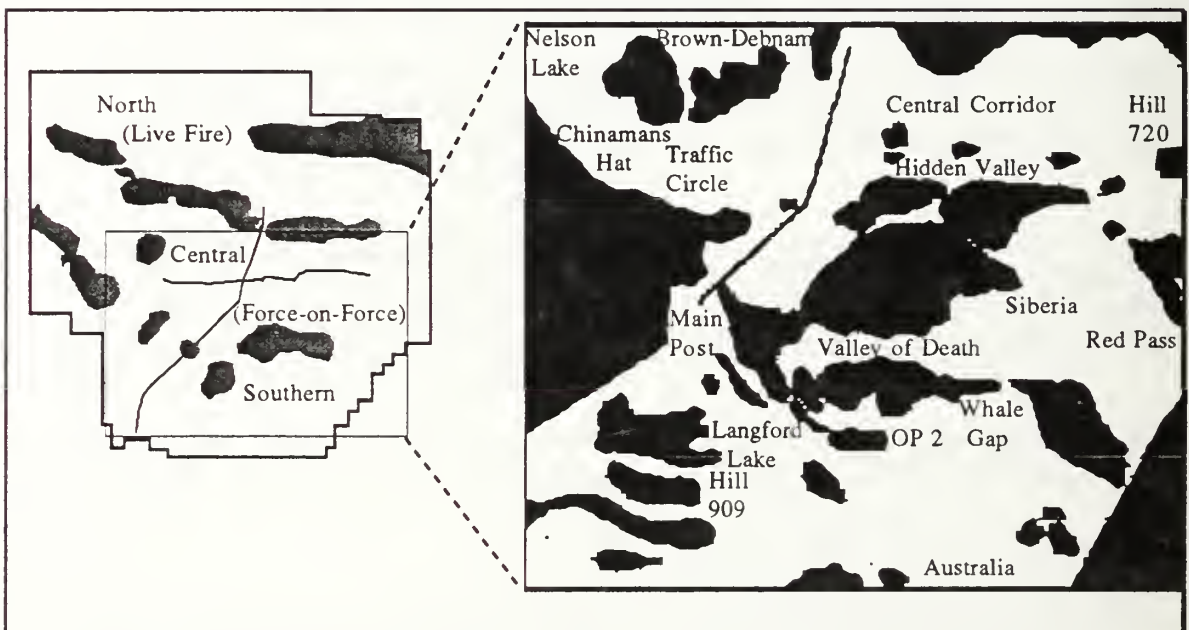 North
(Live Fire)
Central
(Force-on-Force)
Southern
Nelson
Lake
Brown-Debnam
Central Corridor
Hill
720
Chinamans
Hat
Traffic
Circle
Hidden Valley
Siberia
Main
Post
Red Pass
Valley of Death
Whale
Gap
Langford
Lake
OP 2
Hill
909
Australia